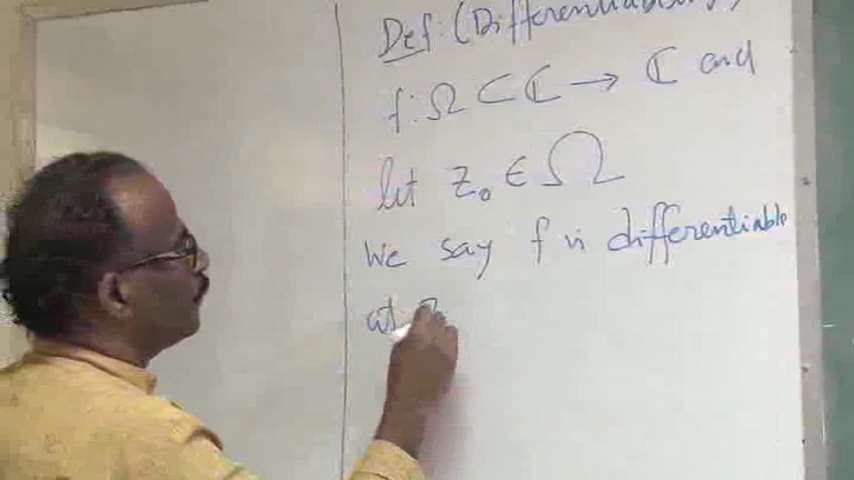 Def: (Differentiability)
f: Ω ⊂ ℂ → ℂ and
let z₀ ∈ Ω
We say f is differentiable
at z